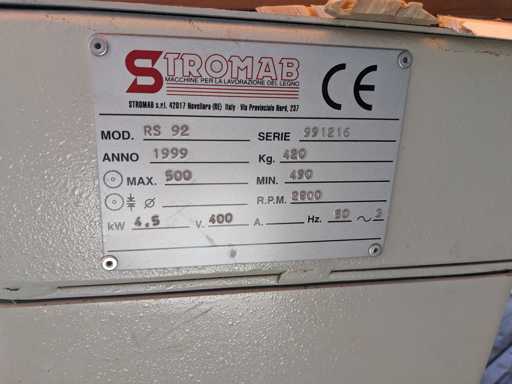 STROMAB
MACCHINE PER LA LAVORAZIONE DEL LEGNO
CE
STROMAB s.r.l. 42017 Novellara (RE) Italy - Via Provinciale Nord, 237
MOD. RS 92 SERIE 991216
ANNO 1999 Kg. 420
MAX. 500 MIN. 490
Ø R.P.M. 2800
kW 4,5 V. 400 A. Hz. 50 ~ 3